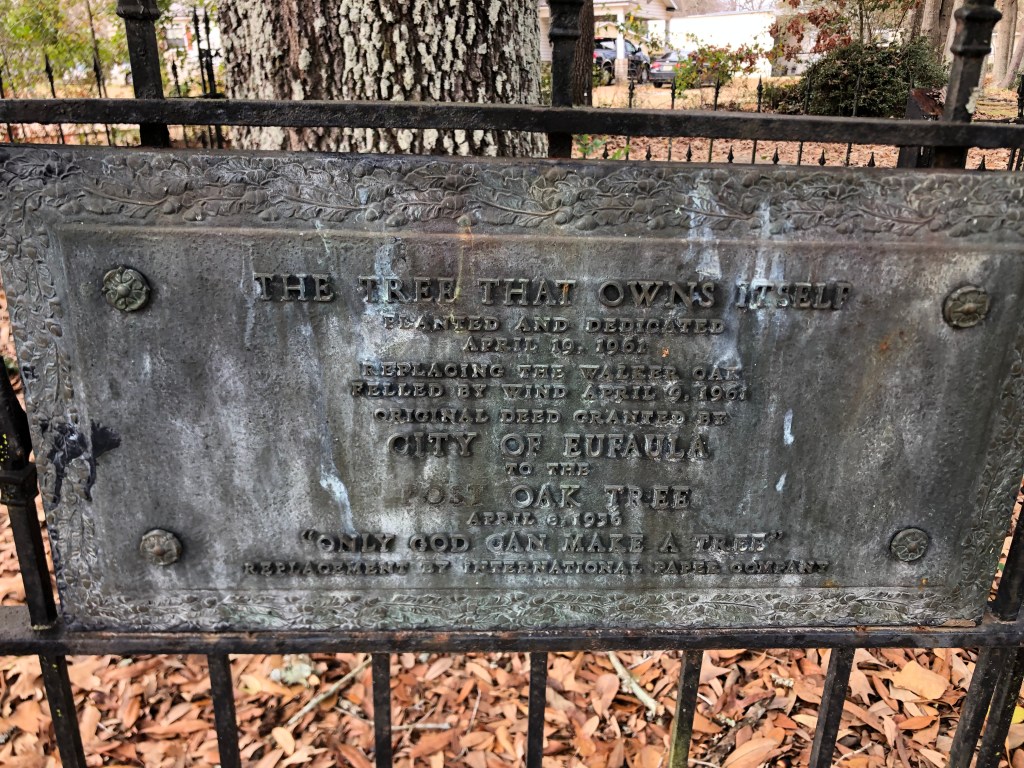 THE TREE THAT OWNS ITSELF
PLANTED AND DEDICATED
APRIL 19, 1961
REPLACING THE WALKER OAK
FELLED BY WIND APRIL 9, 1961
ORIGINAL DEED GRANTED BY
CITY OF EUFAULA
TO THE
POST OAK TREE
APRIL 8, 1936
"ONLY GOD CAN MAKE A TREE"
REPLACEMENT BY INTERNATIONAL PAPER COMPANY